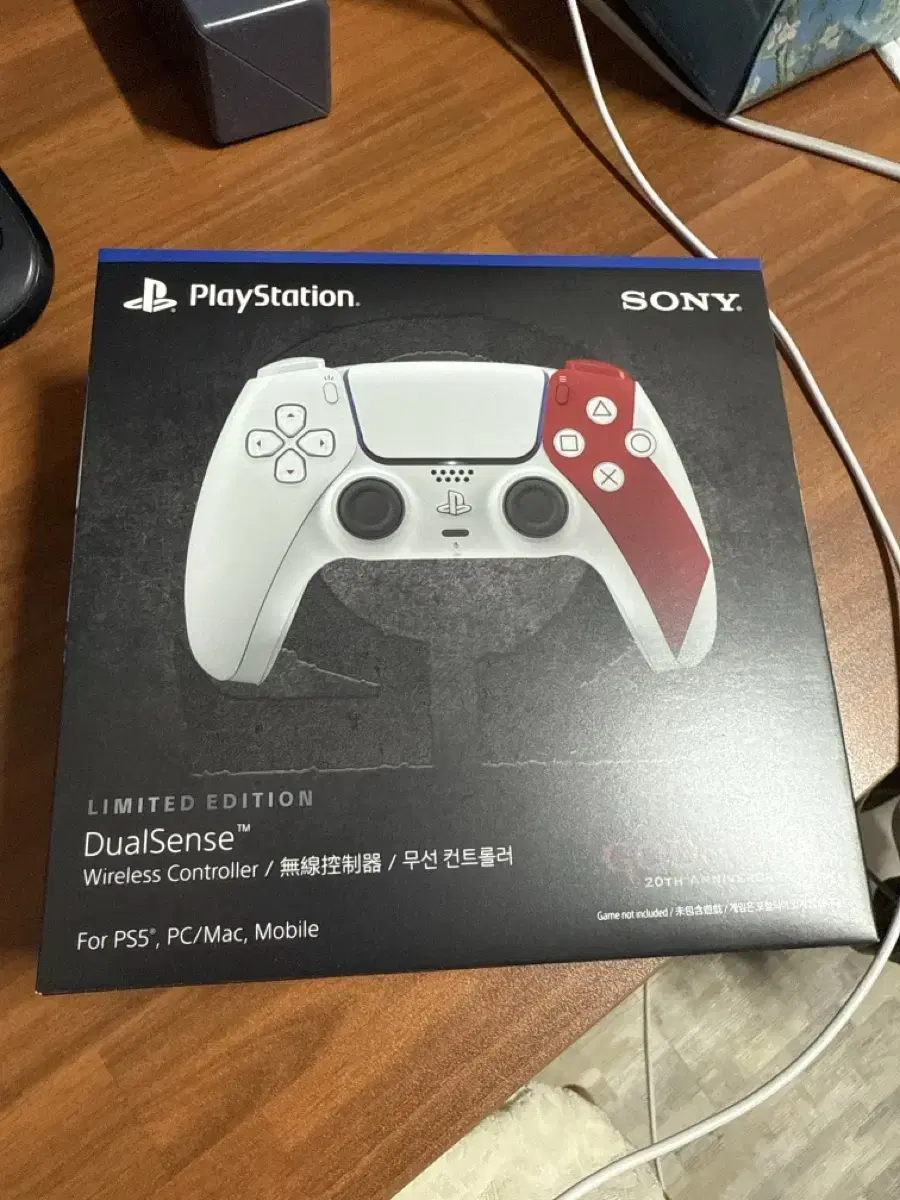 PlayStation®
SONY®
LIMITED EDITION
DualSense™
Wireless Controller / 無線控制器 / 무선 컨트롤러
20TH
Game not included / 未包含遊戲 /
For PS5®, PC/Mac, Mobile